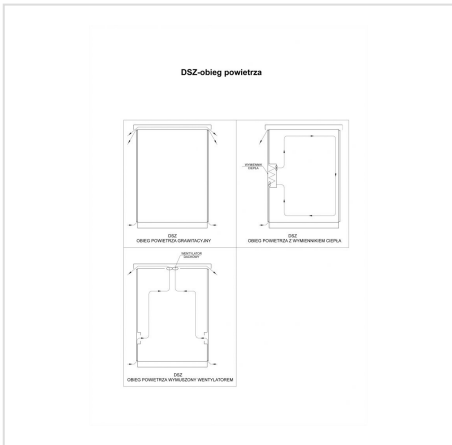 DSZ-obieg powietrza
DSZ
OBIEG POWIETRZA GRAWITACYJNY
WYMIENNIK
CIEPŁA
DSZ
OBIEG POWIETRZA Z WYMIENNIKIEM CIEPŁA
WENTYLATOR
DACHOWY
DSZ
OBIEG POWIETRZA WYMUSZONY WENTYLATOREM